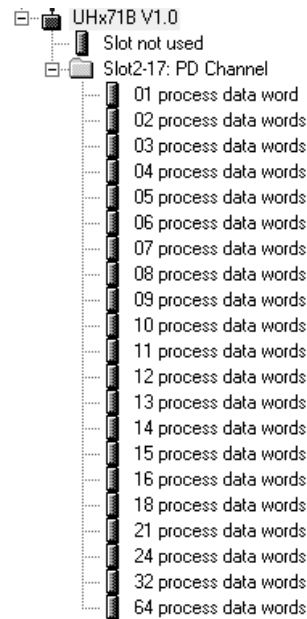 UHx71B V1.0
Slot not used
Slot2-17: PD Channel
01 process data word
02 process data words
03 process data words
04 process data words
05 process data words
06 process data words
07 process data words
08 process data words
09 process data words
10 process data words
11 process data words
12 process data words
13 process data words
14 process data words
15 process data words
16 process data words
18 process data words
21 process data words
24 process data words
32 process data words
64 process data words